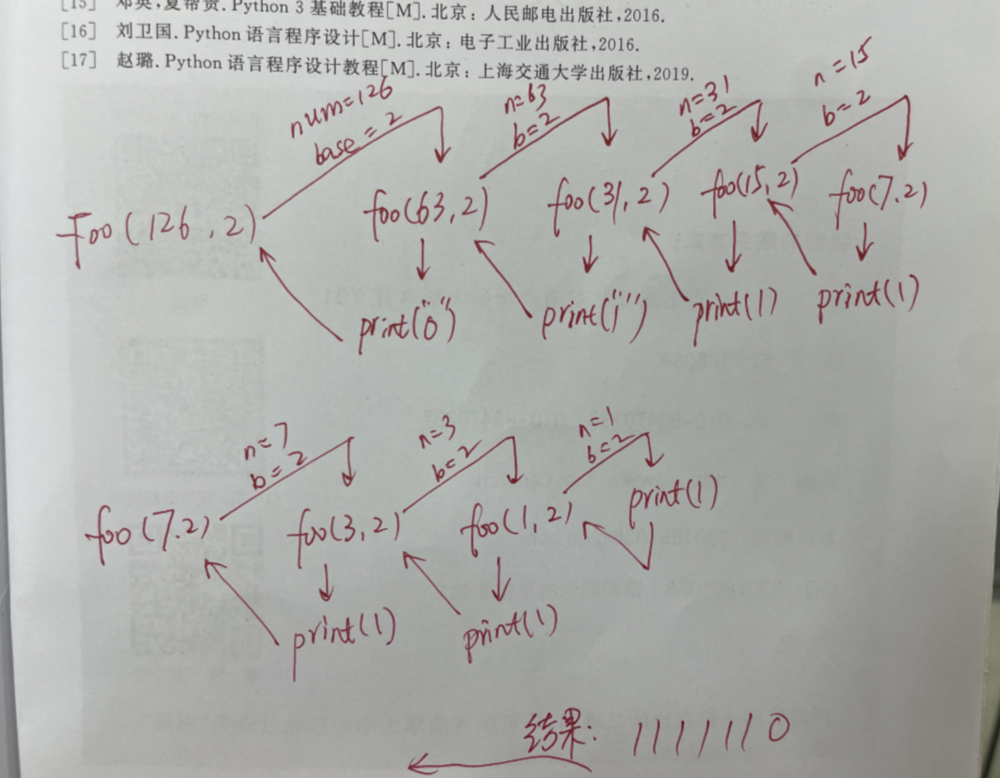 [15] 邓英,夏帮贵.Python 3 基础教程[M].北京:人民邮电出版社,2016.
[16] 刘卫国.Python 语言程序设计[M].北京:电子工业出版社,2016.
[17] 赵璐.Python 语言程序设计教程[M].北京:上海交通大学出版社,2019.
num=126 n=63 n=31 n=15
base=2 b=2 b=2 b=2
Foo(126,2) foo(63,2) foo(31,2) foo(15,2) foo(7.2)
print("0") print("1") print(1) print(1)
n=7 n=3 n=1
b=2 b=2 b=2
foo(7.2) foo(3,2) foo(1,2) print(1)
print(1) print(1)
结果: 1111110